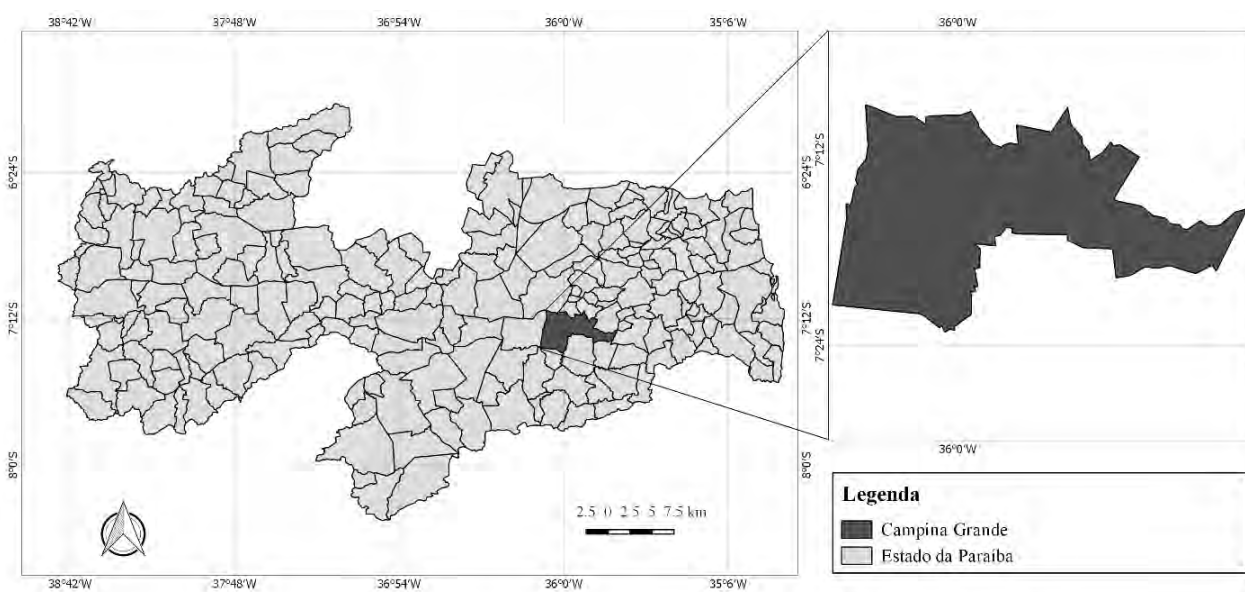 38°42'W 37°48'W 36°54'W 36°0'W 35°6'W
36°0'W
6°24'S 6°24'S 7°12'S
7°12'S 7°12'S 7°24'S
8°0'S 8°0'S
36°0'W
2.5 0 2.5 5 7.5 km
Legenda
Campina Grande
Estado da Paraíba
38°42'W 37°48'W 36°54'W 36°0'W 35°6'W